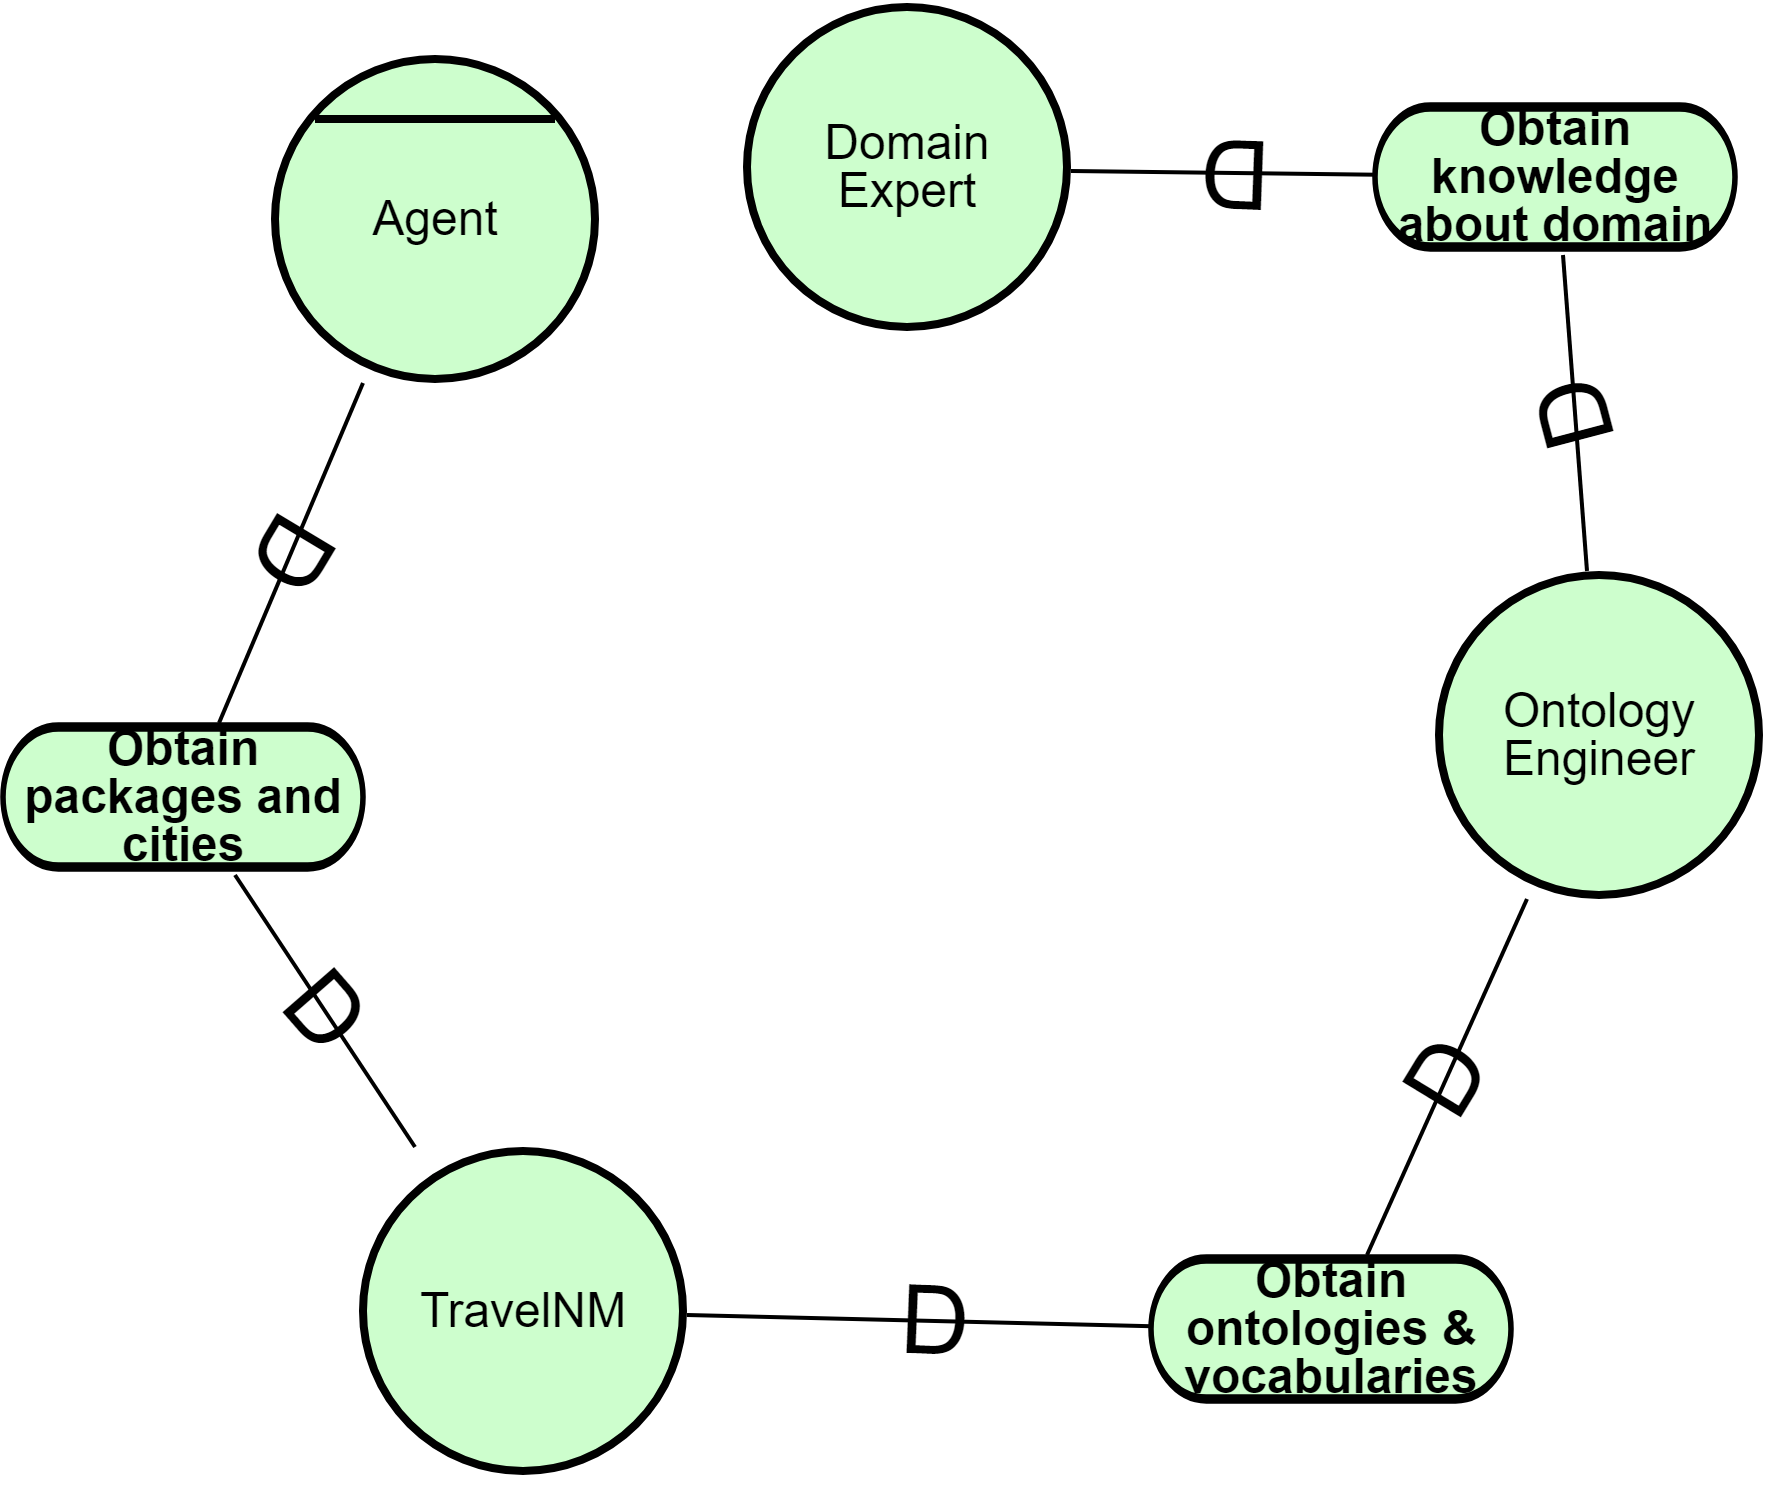 Agent
Domain
Expert
Obtain
knowledge
about domain
Ontology
Engineer
Obtain
packages and
cities
TravelNM
Obtain
ontologies &
vocabularies